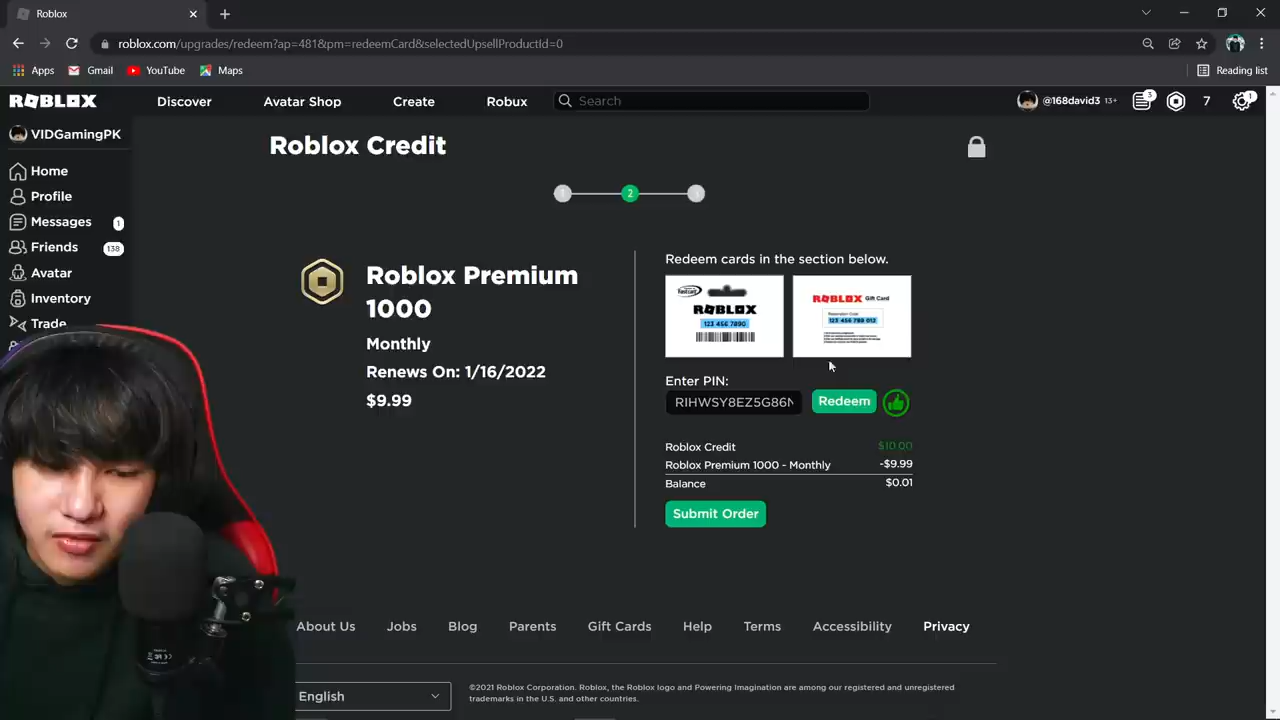 Roblox
roblox.com/upgrades/redeem?ap=481&pm=redeemCard&selectedUpsellProductId=0
Apps Gmail YouTube Maps Reading list
ROBLOX Discover Avatar Shop Create Robux Search @168david3 13+ 3 7 1
VIDGamingPK
Home
Profile
Messages 1
Friends 138
Avatar
Inventory
Trade
Roblox Credit
2
Roblox Premium
1000
Monthly
Renews On: 1/16/2022
$9.99
Redeem cards in the section below.
ROBLOX
123 456 7890
ROBLOX Gift Card
123 456 789 013
Enter PIN:
RIHWSY8EZ5G86N
Redeem
Roblox Credit $10.00
Roblox Premium 1000 - Monthly -$9.99
Balance $0.01
Submit Order
About Us Jobs Blog Parents Gift Cards Help Terms Accessibility Privacy
English
©2021 Roblox Corporation. Roblox, the Roblox logo and Powering Imagination are among our registered and unregistered
trademarks in the U.S. and other countries.